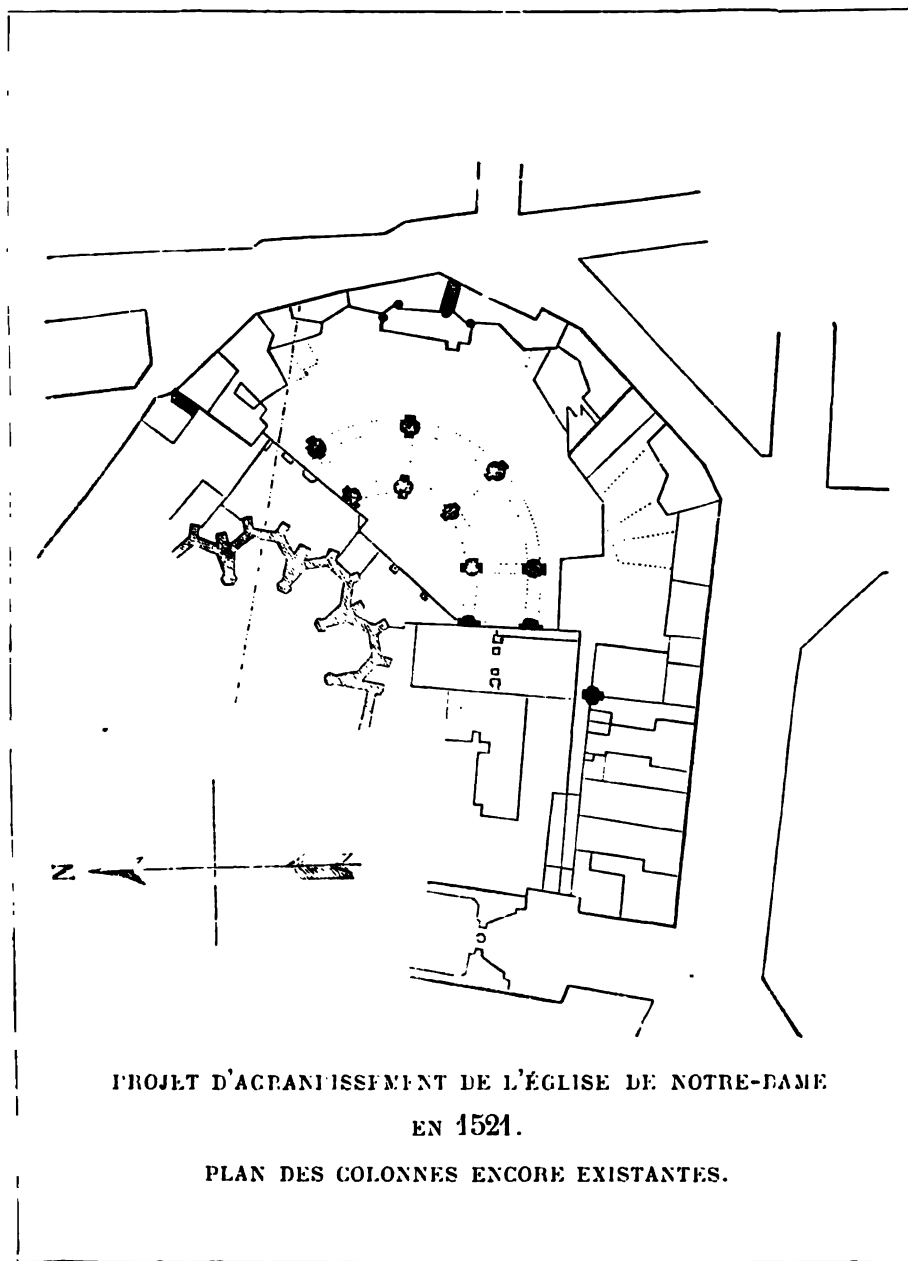 N
PROJET D'AGRANDISSEMENT DE L'ÉGLISE DE NOTRE-DAME
EN 1521.
PLAN DES COLONNES ENCORE EXISTANTES.